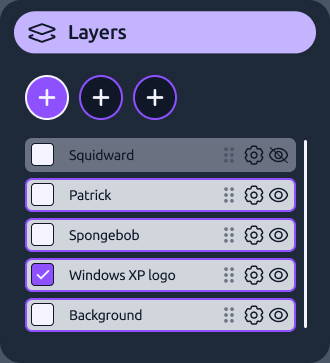 Layers
Squidward
Patrick
Spongebob
Windows XP logo
Background